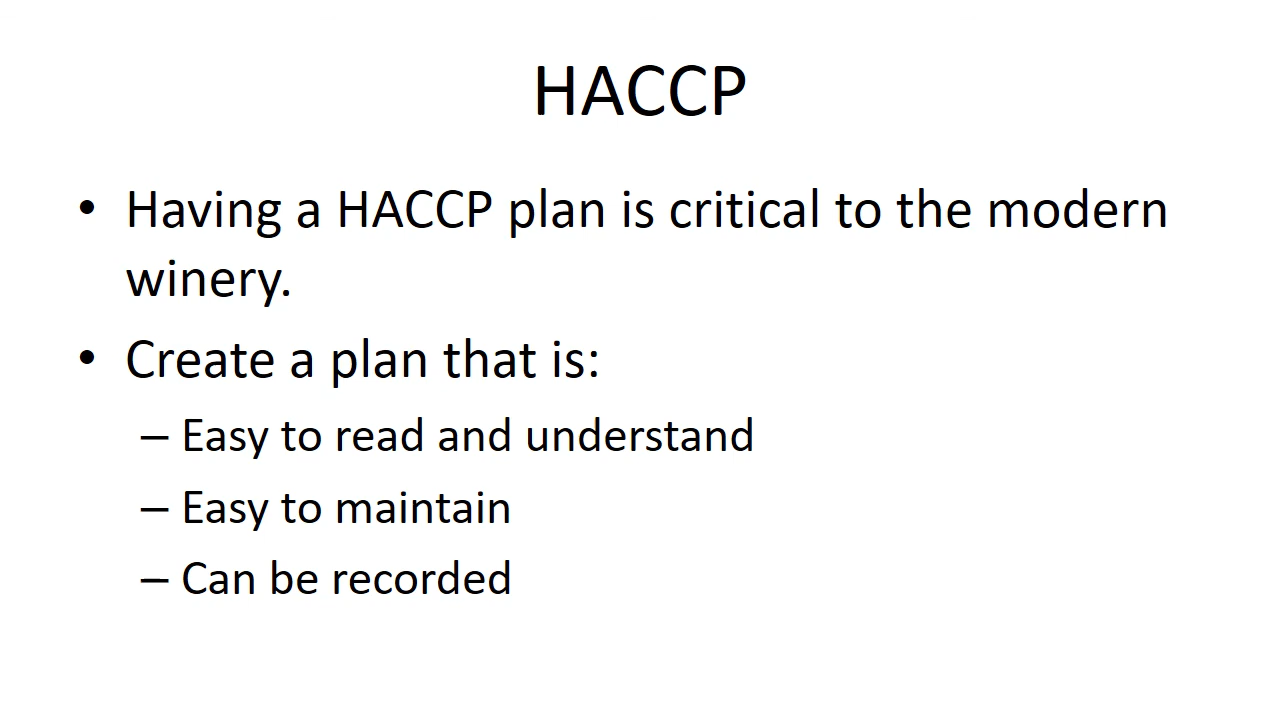 HACCP
• Having a HACCP plan is critical to the modern
winery.
• Create a plan that is:
– Easy to read and understand
– Easy to maintain
– Can be recorded